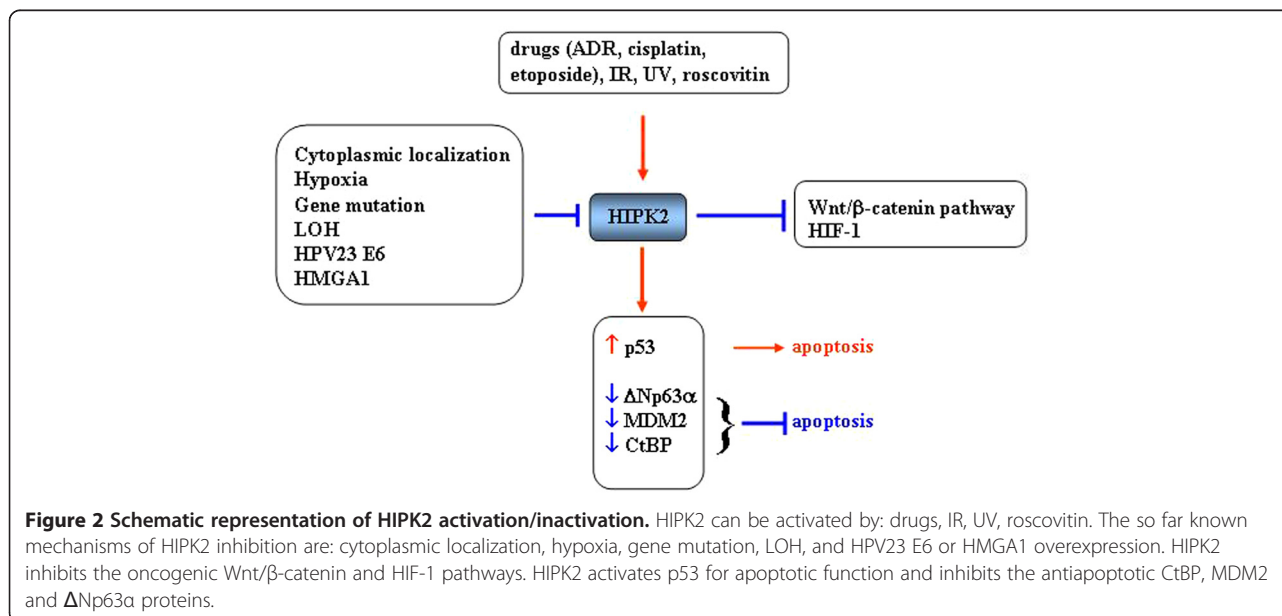 drugs (ADR, cisplatin,
etoposide), IR, UV, roscovitin
Cytoplasmic localization
Hypoxia
Gene mutation
LOH
HPV23 E6
HMGA1
HIPK2
Wnt/β-catenin pathway
HIF-1
↑ p53
apoptosis
↓ ΔNp63α
↓ MDM2
↓ CtBP
}
apoptosis
Figure 2 Schematic representation of HIPK2 activation/inactivation. HIPK2 can be activated by: drugs, IR, UV, roscovitin. The so far known
mechanisms of HIPK2 inhibition are: cytoplasmic localization, hypoxia, gene mutation, LOH, and HPV23 E6 or HMGA1 overexpression. HIPK2
inhibits the oncogenic Wnt/β-catenin and HIF-1 pathways. HIPK2 activates p53 for apoptotic function and inhibits the antiapoptotic CtBP, MDM2
and ΔNp63α proteins.